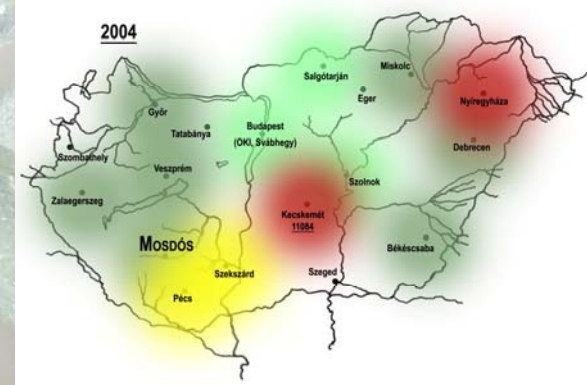 2004
Miskolc
Salgótarján
Nyíregyháza
Eger
Győr
Tatabánya
Budapest
(OKI, Svábhegy)
Debrecen
Szombathely
Veszprém
Szolnok
Zalaegerszeg
Kecskemét
11084
Mosdós
Békéscsaba
Szekszárd
Szeged
Pécs